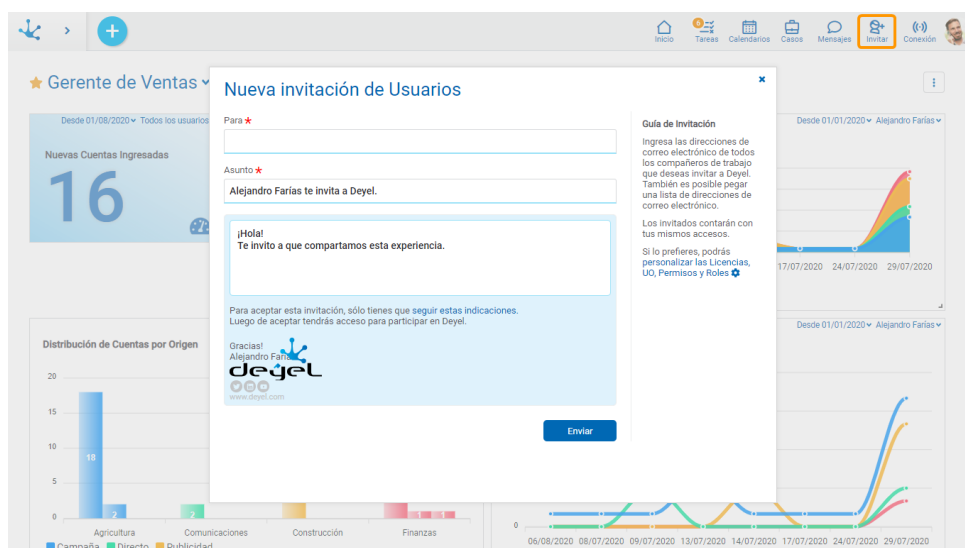 Inicio
6
Tareas
Calendarios
Casos
Mensajes
Invitar
Conexión
Gerente de Ventas
Desde 01/08/2020 Todos los usuarios
Nuevas Cuentas Ingresadas
16
Nueva invitación de Usuarios
Para *
Asunto *
Alejandro Farías te invita a Deyel.
¡Hola!
Te invito a que compartamos esta experiencia.
Para aceptar esta invitación, sólo tienes que seguir estas indicaciones.
Luego de aceptar tendrás acceso para participar en Deyel.
Gracias!
deyel
www.deyel.com
Enviar
Guía de Invitación
Ingresa las direcciones de
correo electrónico de todos
los compañeros de trabajo
que deseas invitar a Deyel.
También es posible pegar
una lista de direcciones de
correo electrónico.
Los invitados contarán con
tus mismos accesos.
Si lo prefieres, podrás
personalizar las Licencias,
UO, Permisos y Roles
Desde 01/01/2020 Alejandro Farías
17/07/2020 24/07/2020 29/07/2020
Distribución de Cuentas por Origen
20
15
10
5
0
18
2
2
1
1
Agricultura
Comunicaciones
Construcción
Finanzas
Campaña Directo Publicidad
Desde 01/01/2020 Alejandro Farías
0
06/08/2020 08/07/2020 09/07/2020 13/07/2020 14/07/2020 17/07/2020 24/07/2020 29/07/2020